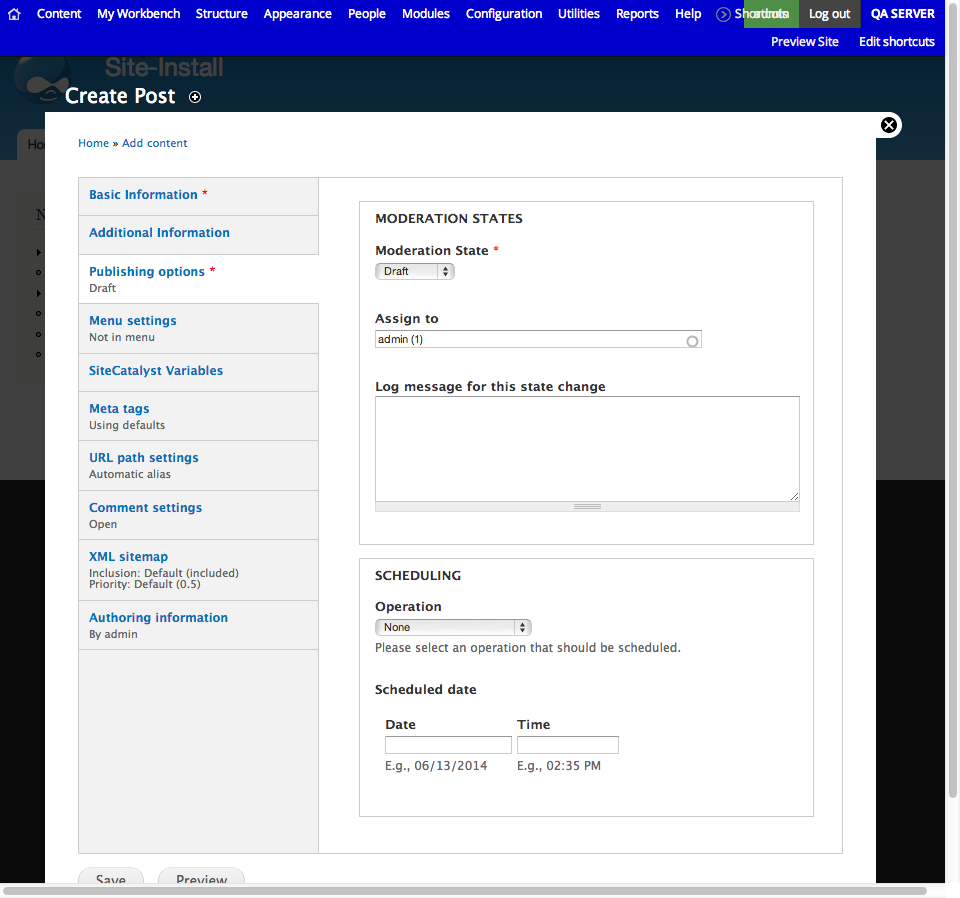 Content My Workbench Structure Appearance People Modules Configuration Utilities Reports Help Shortcuts Log out QA SERVER
Preview Site Edit shortcuts
Site-Install
Create Post
Ho
Home » Add content
N
Basic Information *
Additional Information
Publishing options *
Draft
Menu settings
Not in menu
SiteCatalyst Variables
Meta tags
Using defaults
URL path settings
Automatic alias
Comment settings
Open
XML sitemap
Inclusion: Default (included)
Priority: Default (0.5)
Authoring information
By admin
MODERATION STATES
Moderation State *
Draft
Assign to
admin (1)
Log message for this state change
SCHEDULING
Operation
None
Please select an operation that should be scheduled.
Scheduled date
Date Time
E.g., 06/13/2014 E.g., 02:35 PM
Save Preview